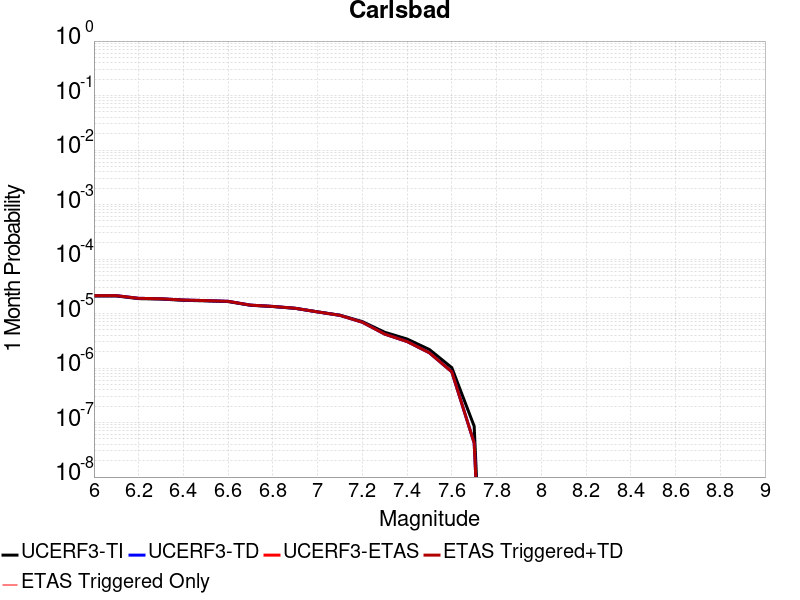 Carlsbad
10^0
10^-1
10^-2
10^-3
10^-4
10^-5
10^-6
10^-7
10^-8
1 Month Probability
6 6.2 6.4 6.6 6.8 7 7.2 7.4 7.6 7.8 8 8.2 8.4 8.6 8.8 9
Magnitude
UCERF3-TI UCERF3-TD UCERF3-ETAS ETAS Triggered+TD
ETAS Triggered Only